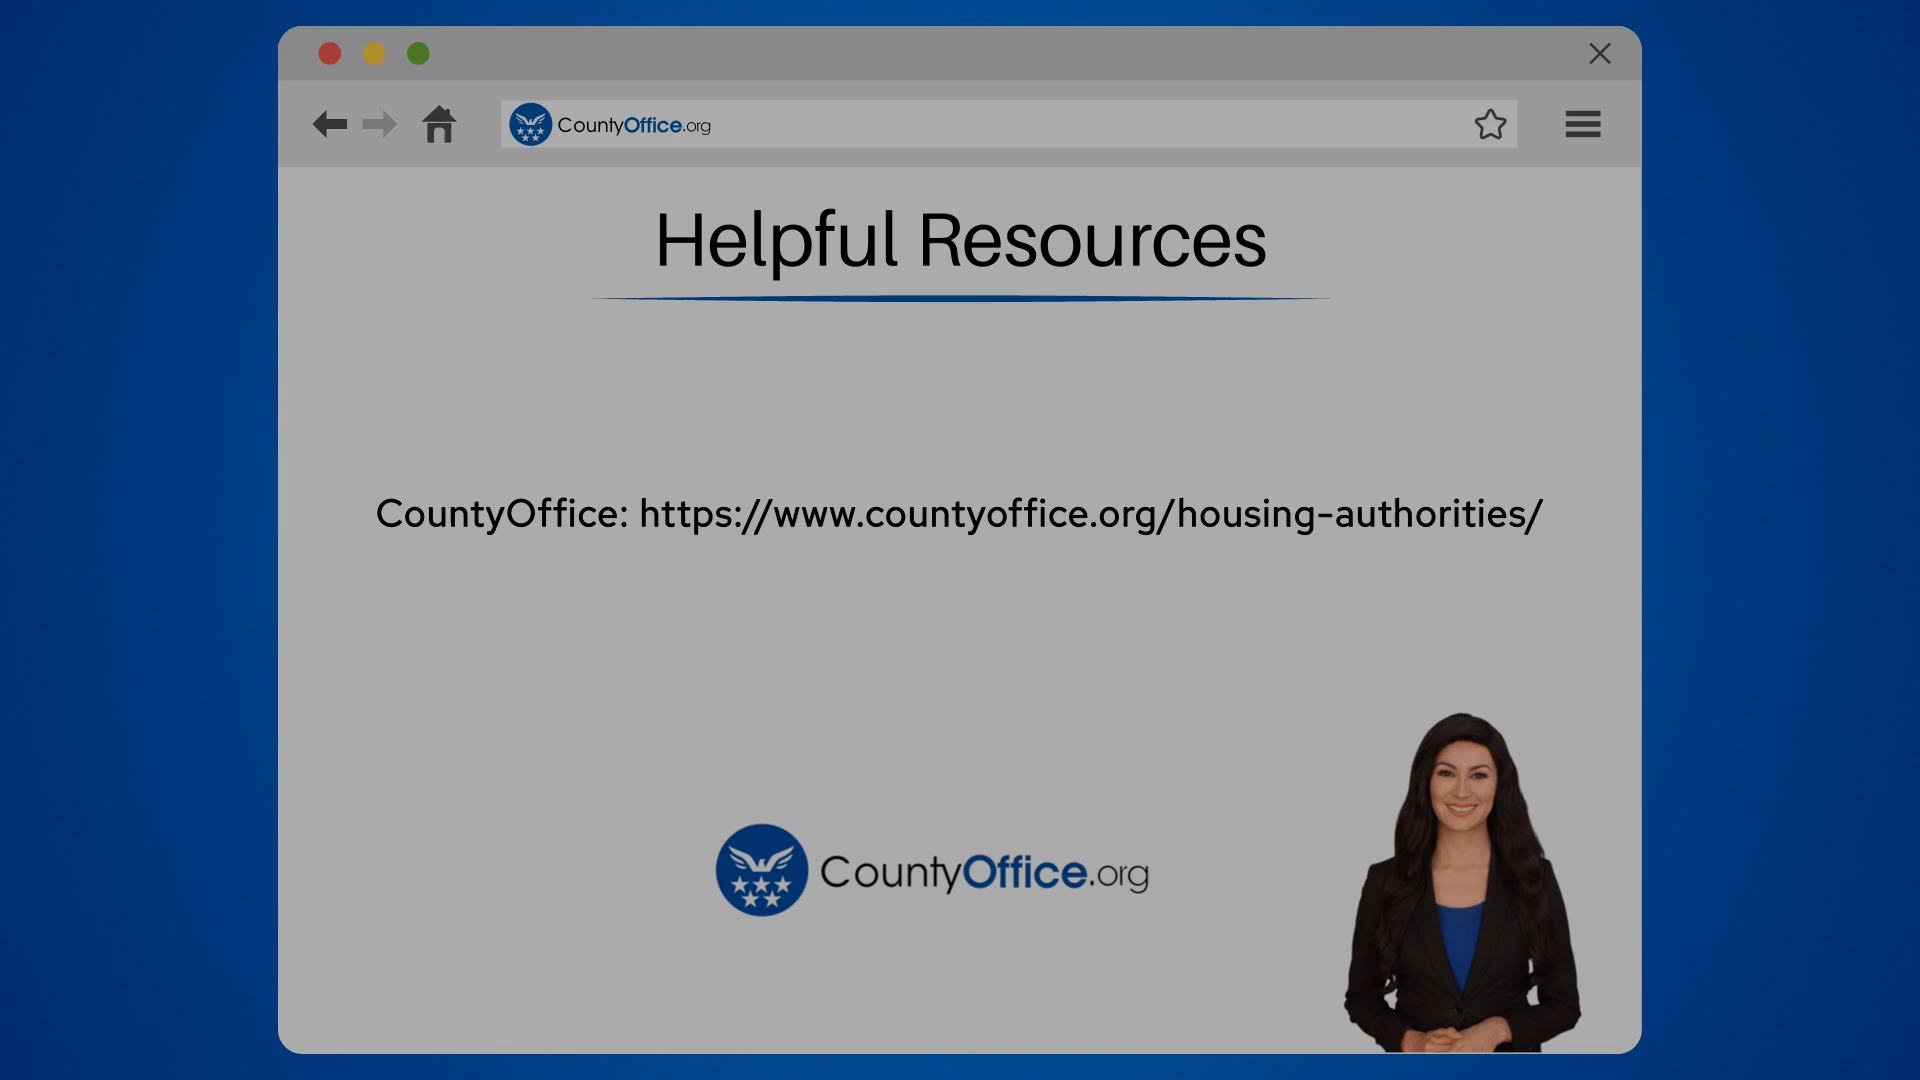 CountyOffice.org
Helpful Resources
CountyOffice: https://www.countyoffice.org/housing-authorities/
CountyOffice.org